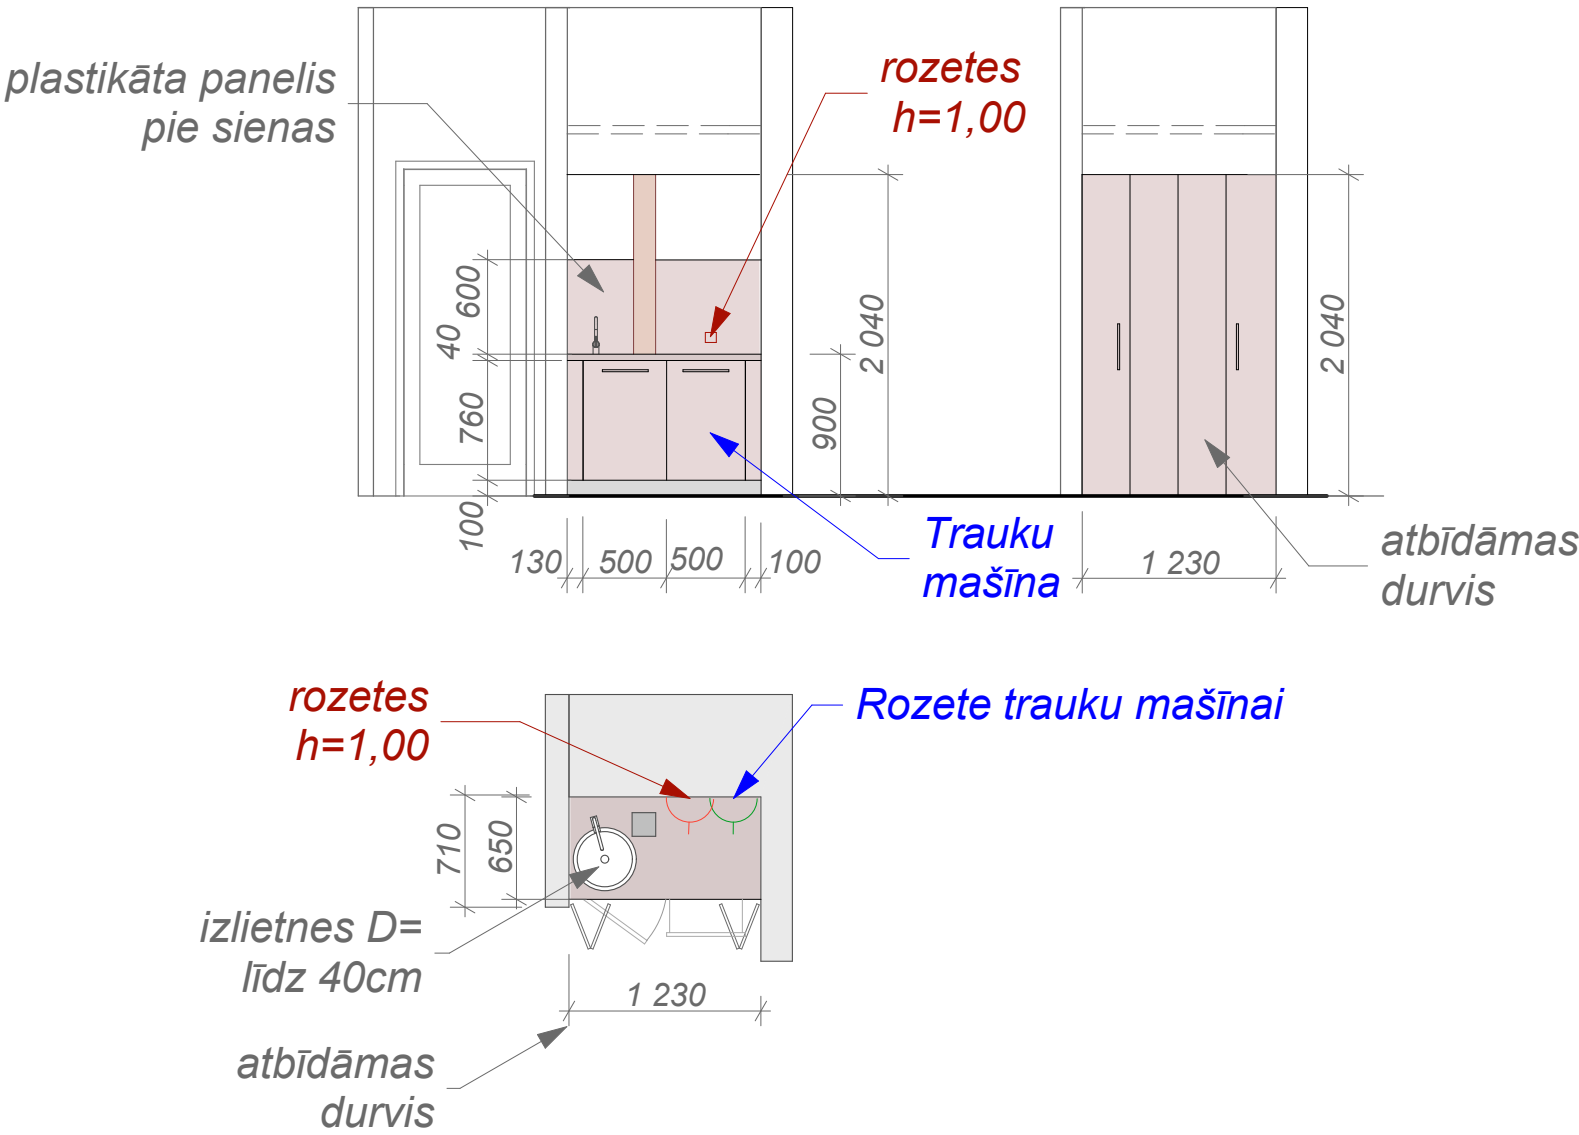 plastikāta panelis
pie sienas
rozetes
h=1,00
600
40
760
100
2 040
900
2 040
130
500
500
100
1 230
Trauku
mašīna
atbīdāmas
durvis
rozetes
h=1,00
Rozete trauku mašīnai
710
650
izlietnes D=
līdz 40cm
1 230
atbīdāmas
durvis